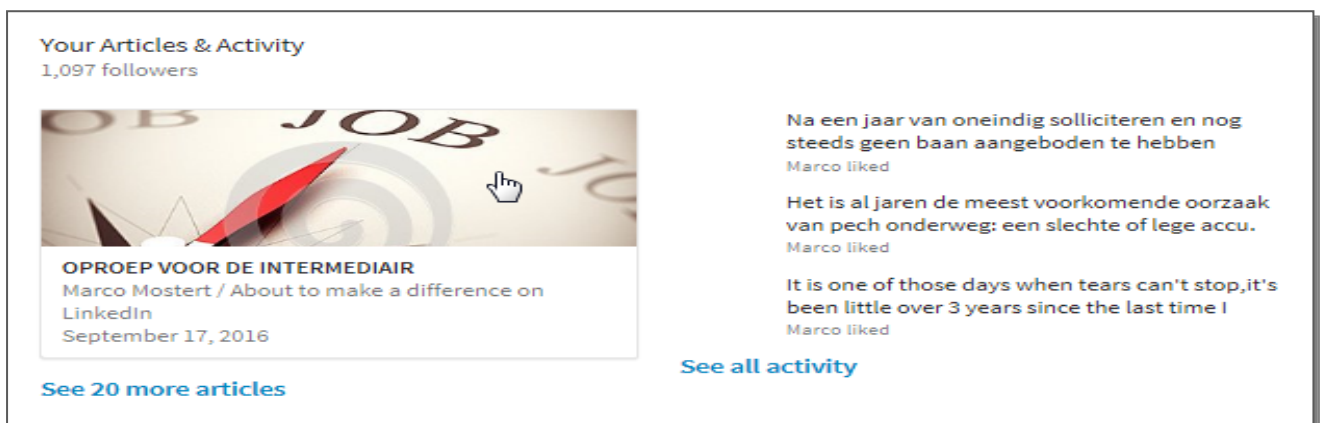 Your Articles & Activity
1,097 followers
OB JOB JO
OPROEP VOOR DE INTERMEDIAIR
Marco Mostert / About to make a difference on
LinkedIn
September 17, 2016
See 20 more articles
Na een jaar van oneindig solliciteren en nog
steeds geen baan aangeboden te hebben
Marco liked
Het is al jaren de meest voorkomende oorzaak
van pech onderweg: een slechte of lege accu.
Marco liked
It is one of those days when tears can't stop,it's
been little over 3 years since the last time I
Marco liked
See all activity